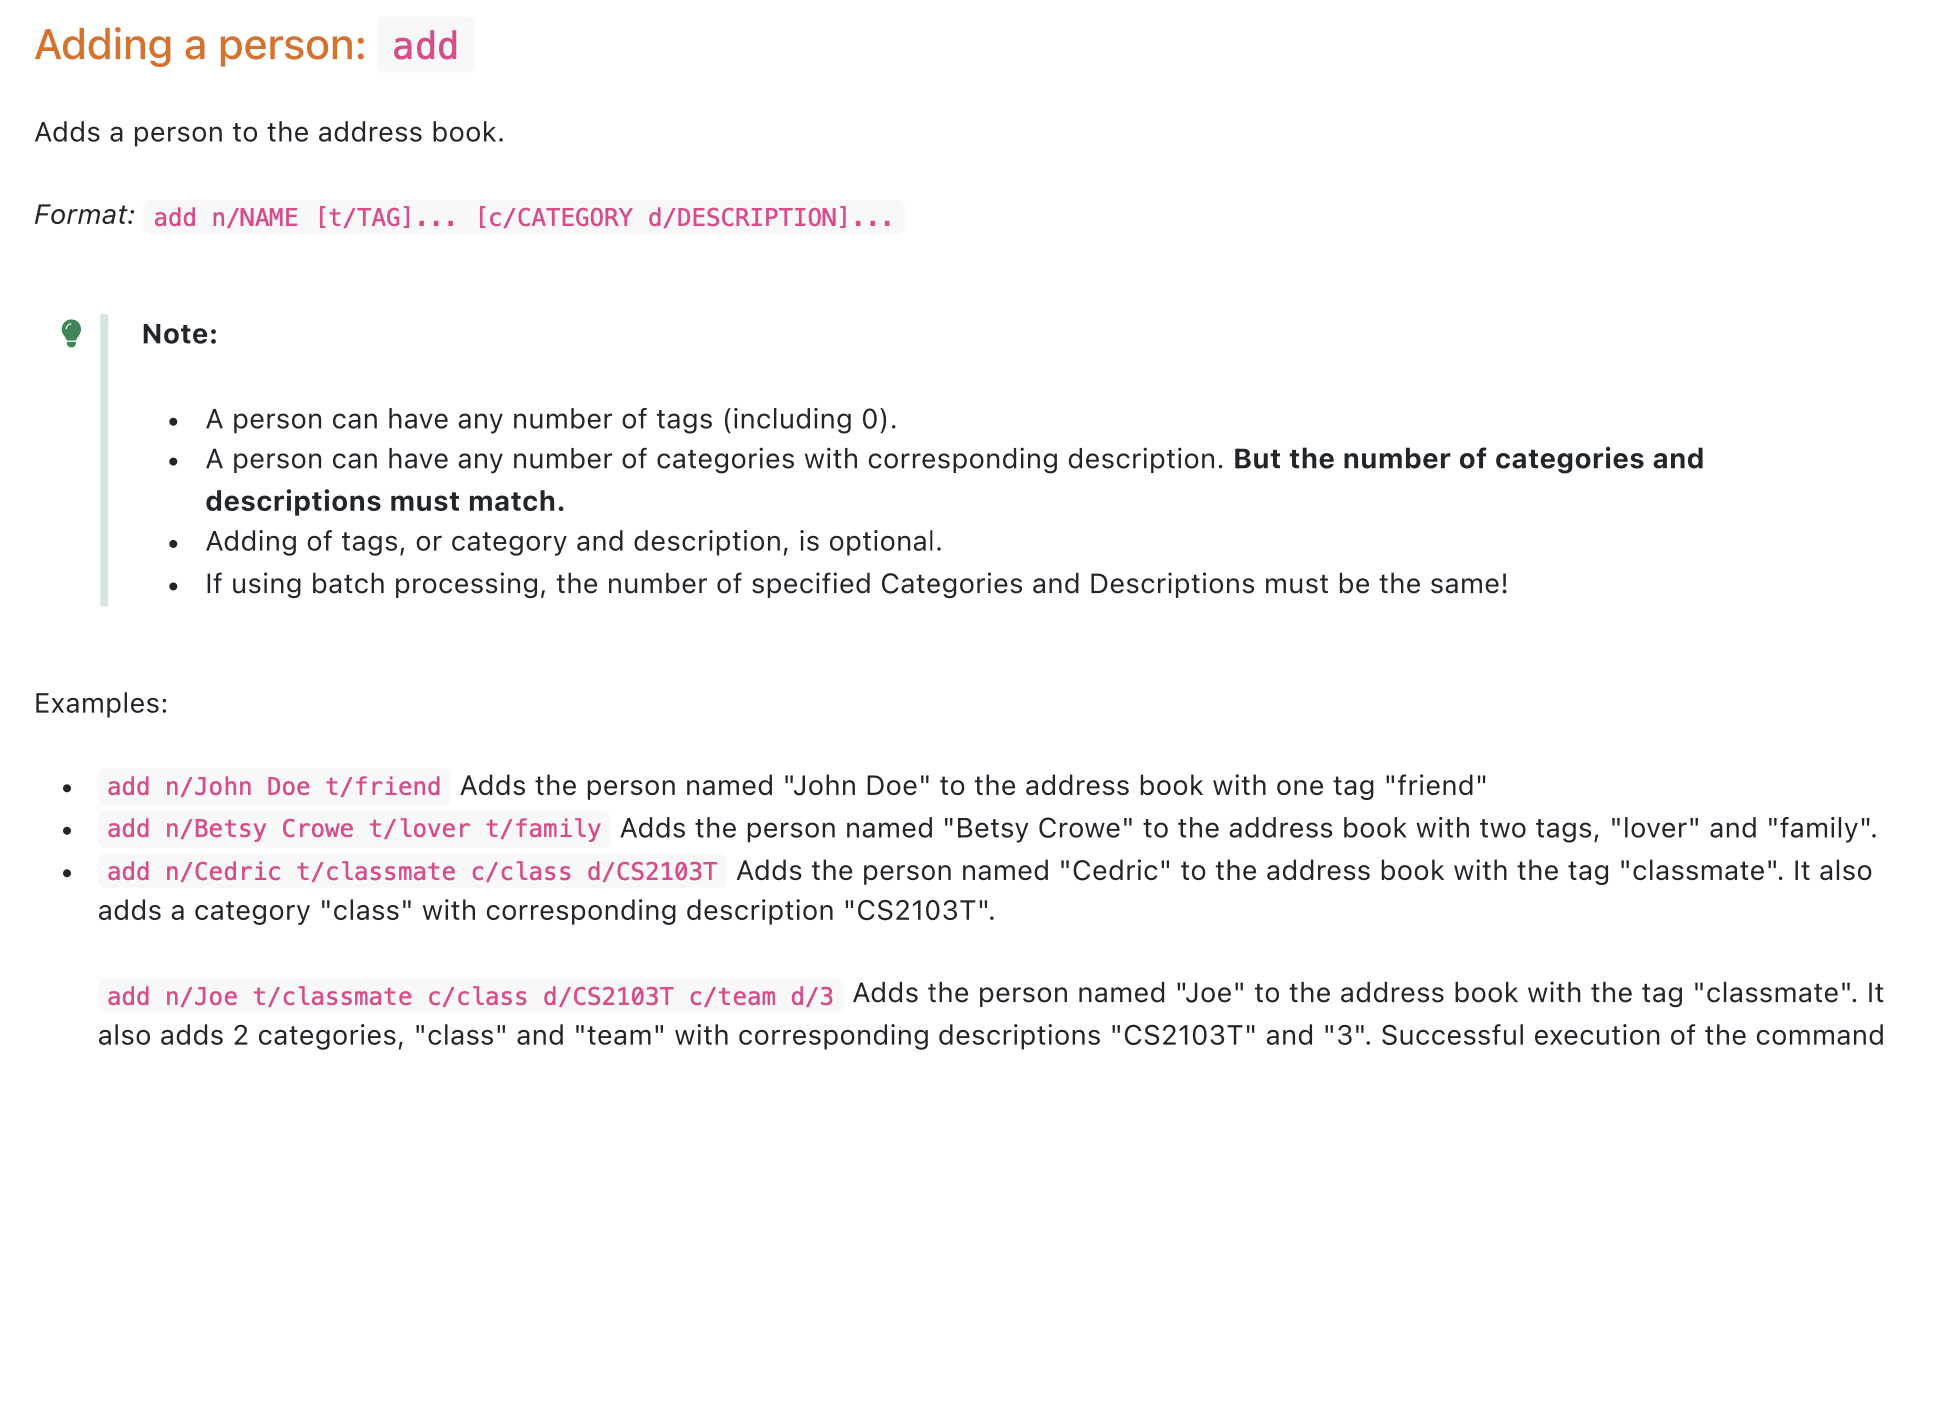 Adding a person: add
Adds a person to the address book.
Format: add n/NAME [t/TAG]... [c/CATEGORY d/DESCRIPTION]...
Note:
• A person can have any number of tags (including 0).
• A person can have any number of categories with corresponding description. But the number of categories and
descriptions must match.
• Adding of tags, or category and description, is optional.
• If using batch processing, the number of specified Categories and Descriptions must be the same!
Examples:
• add n/John Doe t/friend Adds the person named "John Doe" to the address book with one tag "friend"
• add n/Betsy Crowe t/lover t/family Adds the person named "Betsy Crowe" to the address book with two tags, "lover" and "family".
• add n/Cedric t/classmate c/class d/CS2103T Adds the person named "Cedric" to the address book with the tag "classmate". It also
adds a category "class" with corresponding description "CS2103T".
add n/Joe t/classmate c/class d/CS2103T c/team d/3 Adds the person named "Joe" to the address book with the tag "classmate". It
also adds 2 categories, "class" and "team" with corresponding descriptions "CS2103T" and "3". Successful execution of the command